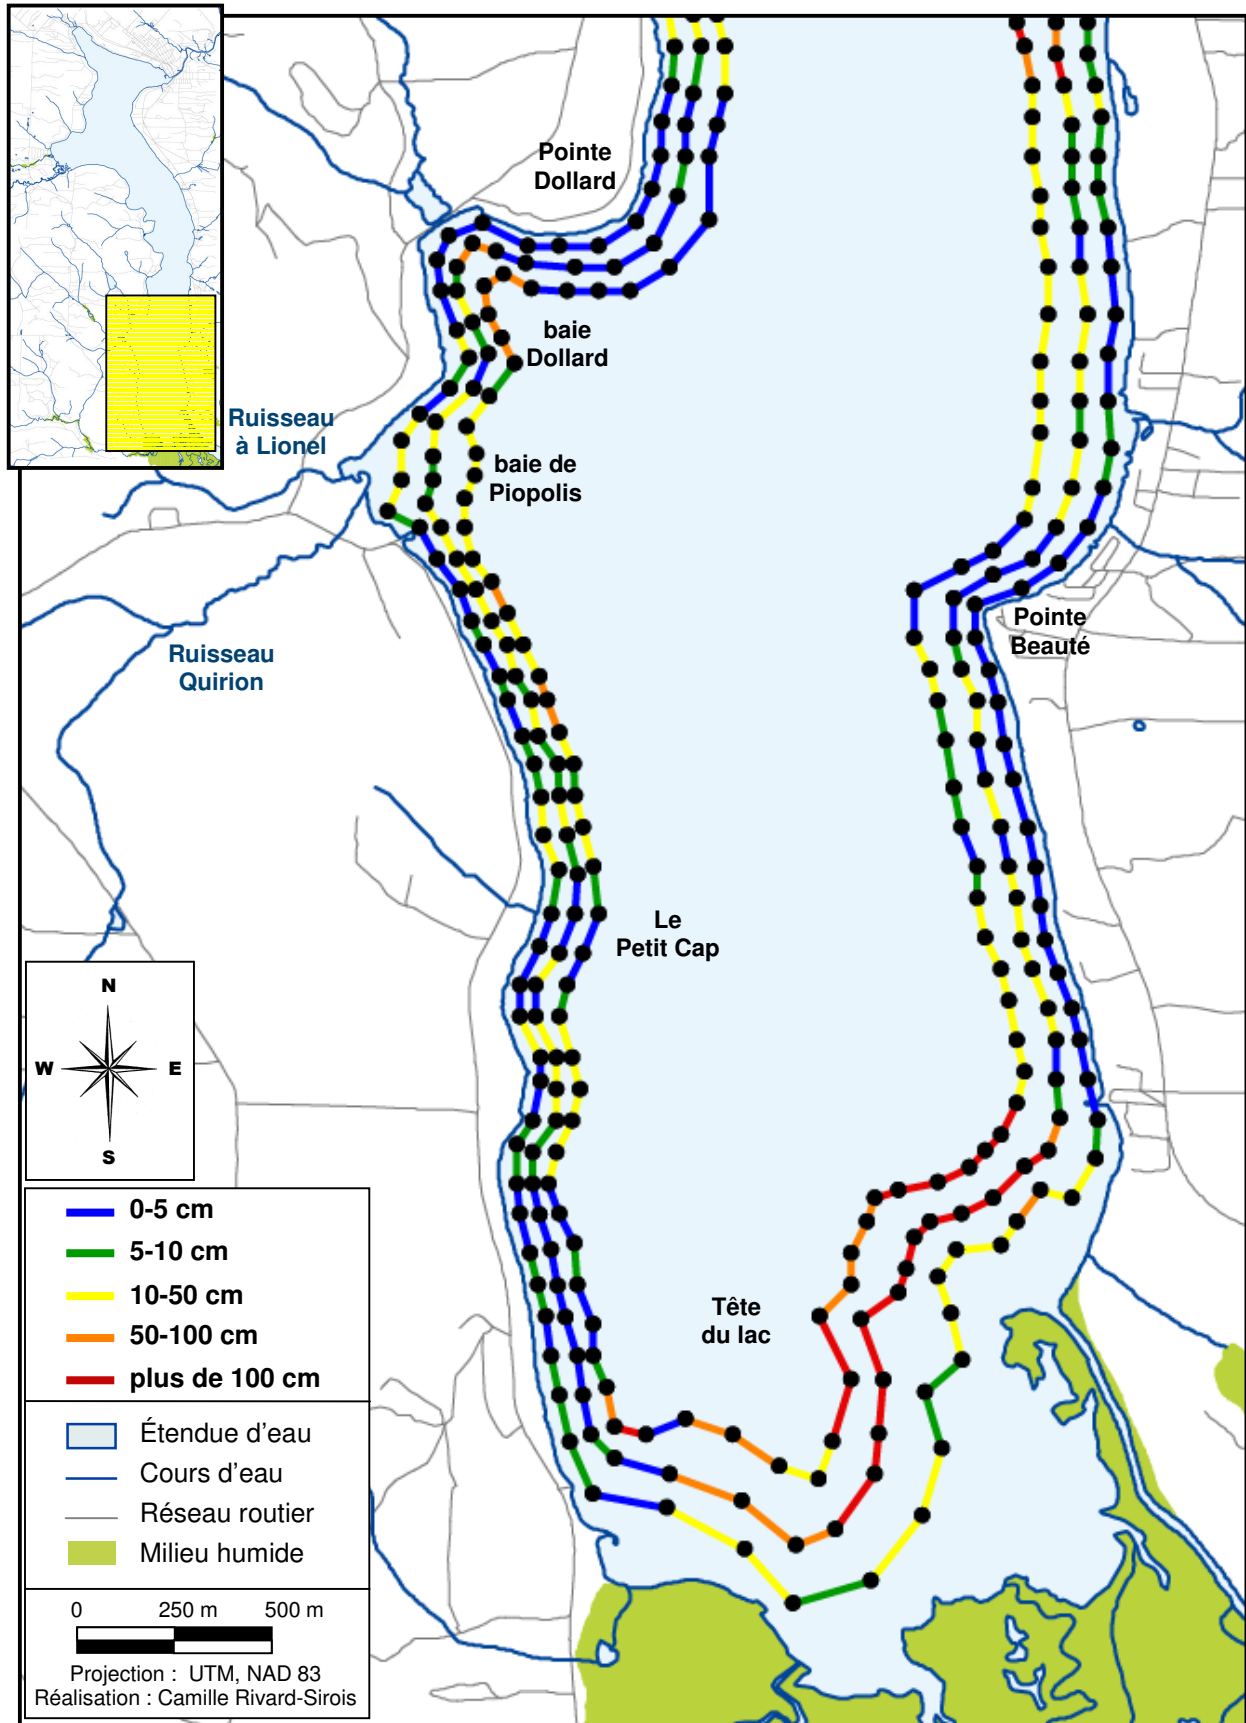 Pointe
Dollard
baie
Dollard
Ruisseau
à Lionel
baie de
Piopolis
Pointe
Beauté
Ruisseau
Quirion
Le
Petit Cap
N
W E
S
0-5 cm
5-10 cm
10-50 cm
50-100 cm
plus de 100 cm
Tête
du lac
Étendue d'eau
Cours d'eau
Réseau routier
Milieu humide
0 250 m 500 m
Projection : UTM, NAD 83
Réalisation : Camille Rivard-Sirois